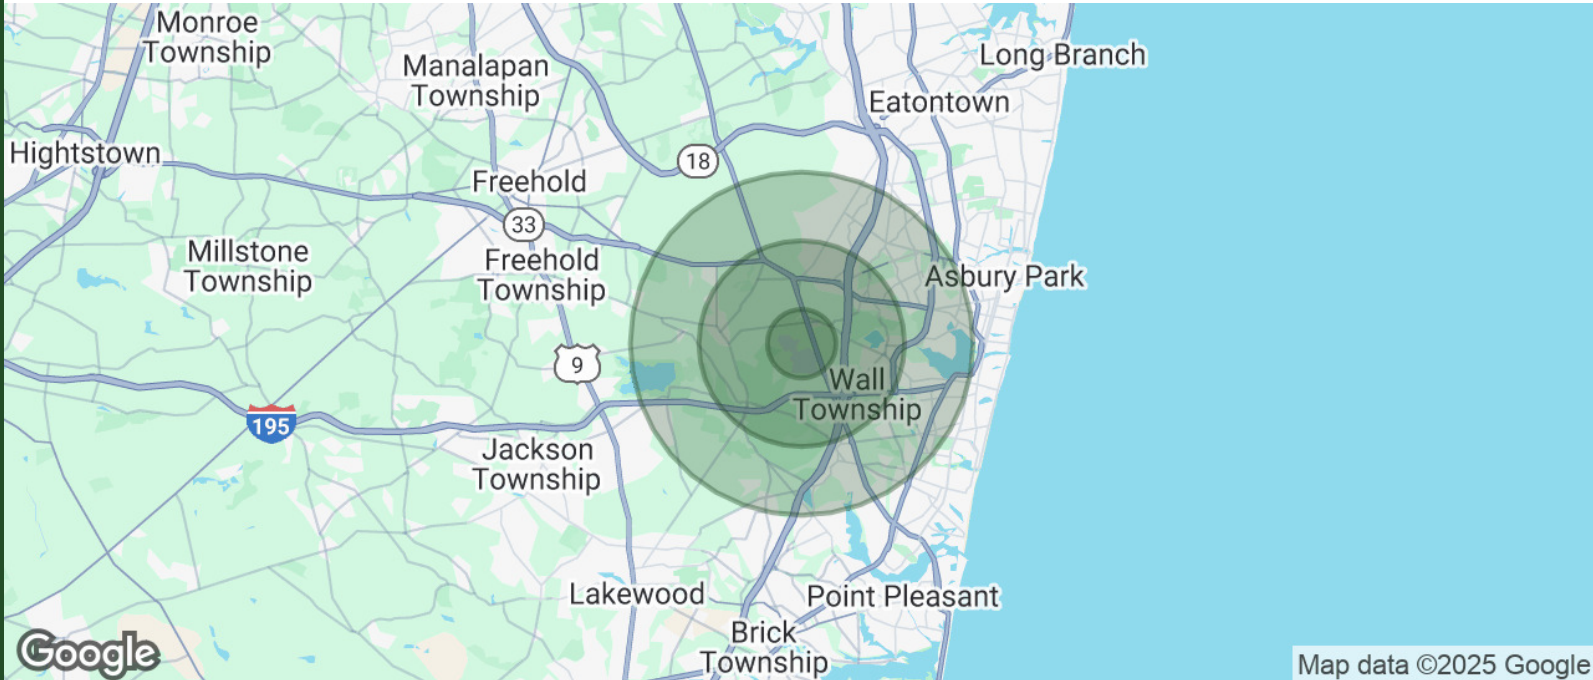 Monroe
Township
Long Branch
Manalapan
Township
Eatontown
Hightstown
18
Freehold
33
Millstone
Township
Freehold
Township
Asbury Park
9
Wall
Township
195
Jackson
Township
Lakewood
Point Pleasant
Brick
Township
Google
Map data ©2025 Google